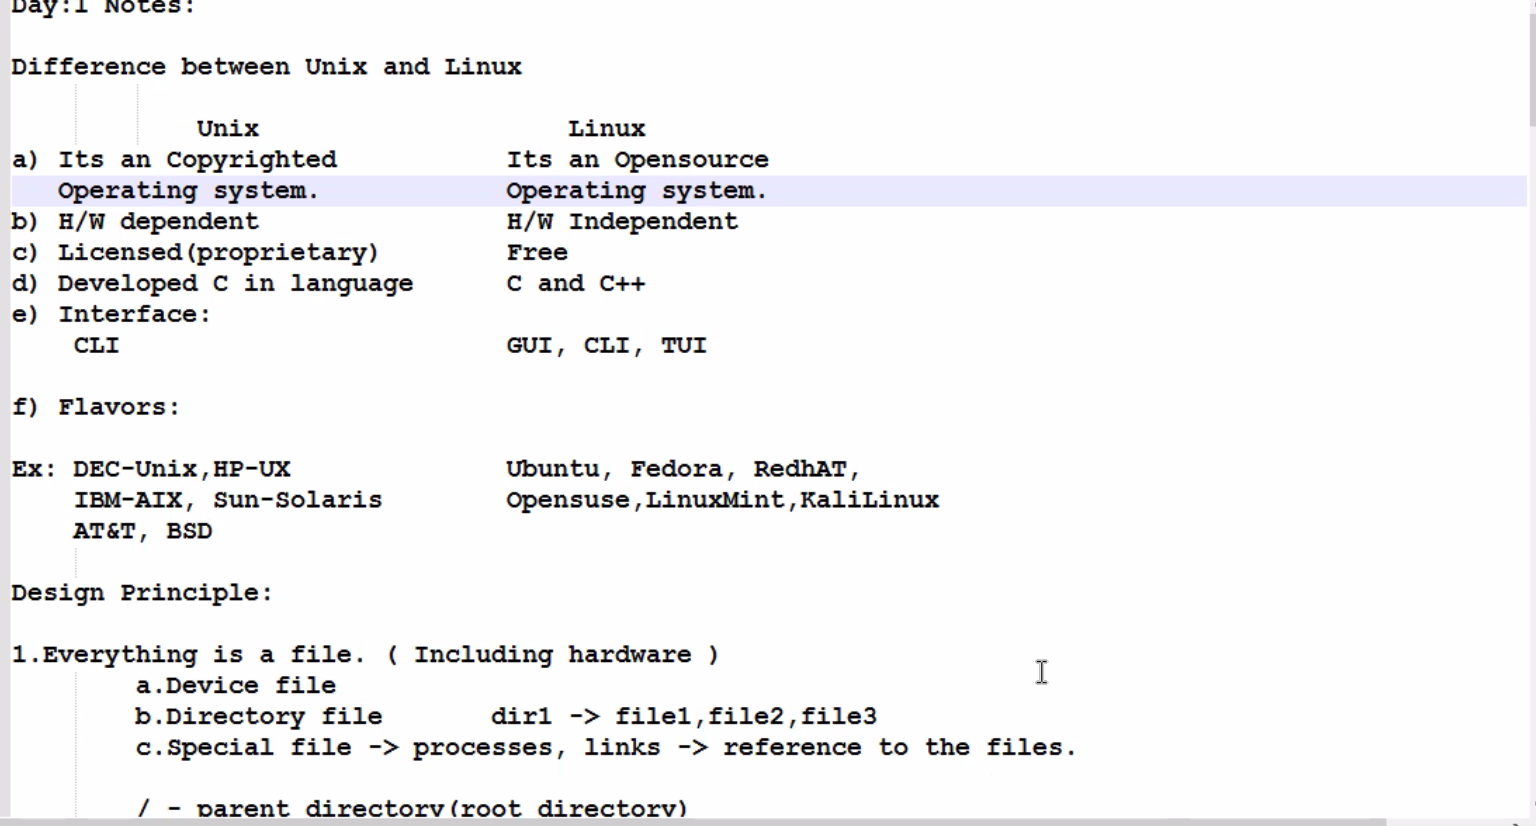 Day:1 Notes:
Difference between Unix and Linux
Unix Linux
a) Its an Copyrighted Its an Opensource
Operating system. Operating system.
b) H/W dependent H/W Independent
c) Licensed(proprietary) Free
d) Developed C in language C and C++
e) Interface:
CLI GUI, CLI, TUI
f) Flavors:
Ex: DEC-Unix,HP-UX Ubuntu, Fedora, RedhAT,
IBM-AIX, Sun-Solaris Opensuse,LinuxMint,KaliLinux
AT&T, BSD
Design Principle:
1.Everything is a file. ( Including hardware )
a.Device file
b.Directory file dir1 -> file1,file2,file3
c.Special file -> processes, links -> reference to the files.
/ - parent directory(root directory)